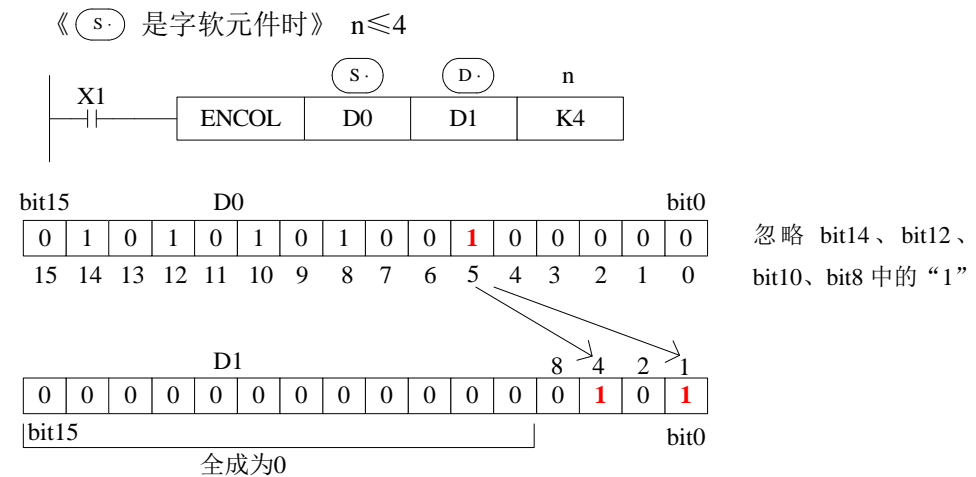 《 S· 是字软元件时》 n≤4
S· D· n
X1
ENCOL D0 D1 K4
bit15 D0 bit0
0 1 0 1 0 1 0 1 0 0 1 0 0 0 0 0
15 14 13 12 11 10 9 8 7 6 5 4 3 2 1 0
忽略 bit14、bit12、
bit10、bit8 中的“1”
D1 8 4 2 1
0 0 0 0 0 0 0 0 0 0 0 0 0 1 0 1
bit15 bit0
全成为0